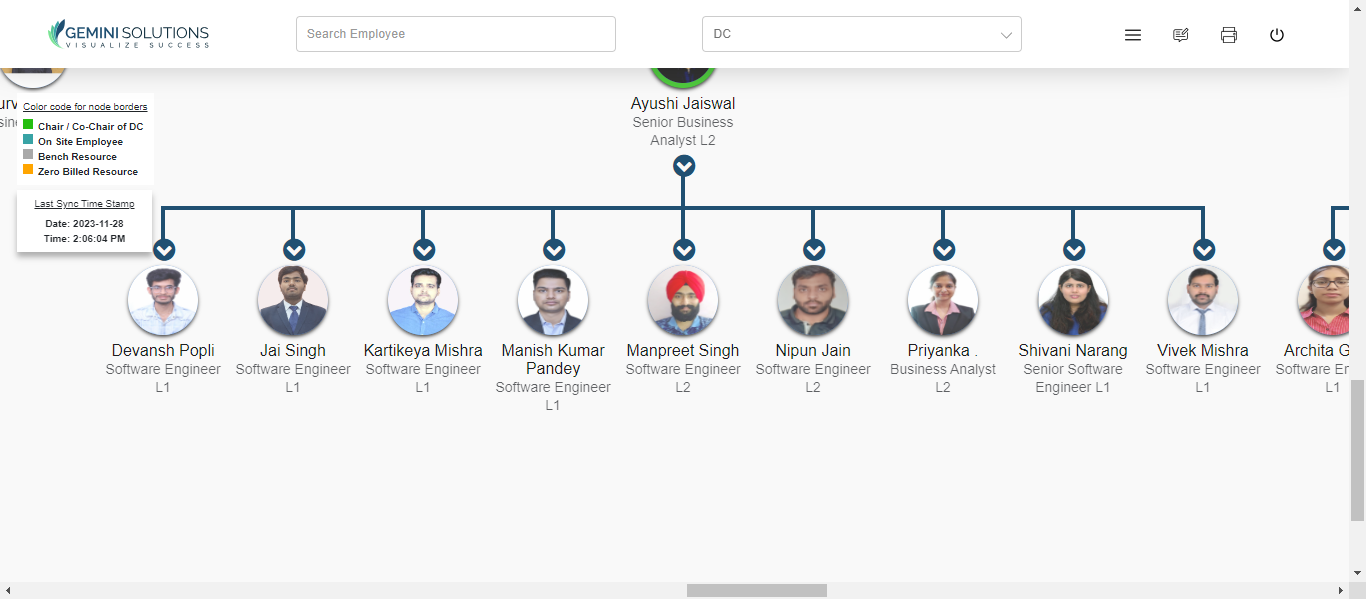 GEMINI SOLUTIONS
VISUALIZE SUCCESS
Search Employee
DC
Color code for node borders
Chair / Co-Chair of DC
On Site Employee
Bench Resource
Zero Billed Resource
Last Sync Time Stamp
Date: 2023-11-28
Time: 2:06:04 PM
Ayushi Jaiswal
Senior Business
Analyst L2
Devansh Popli
Software Engineer
L1
Jai Singh
Software Engineer
L1
Kartikeya Mishra
Software Engineer
L1
Manish Kumar
Pandey
Software Engineer
L1
Manpreet Singh
Software Engineer
L2
Nipun Jain
Software Engineer
L2
Priyanka .
Business Analyst
L2
Shivani Narang
Senior Software
Engineer L1
Vivek Mishra
Software Engineer
L1
Archita G
Software En
L1